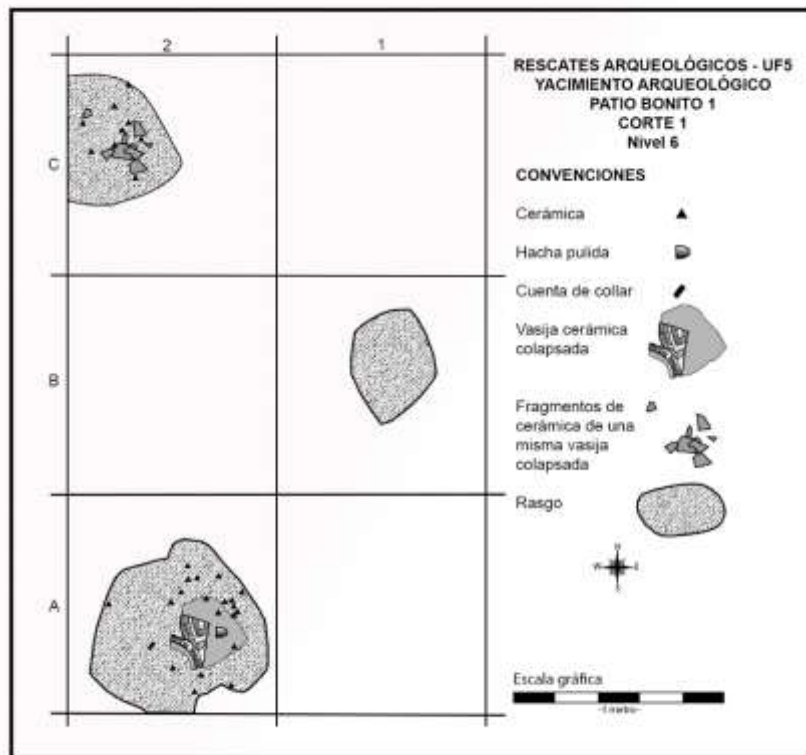 2 1
C
B
A
RESCATES ARQUEOLÓGICOS - UF5
YACIMIENTO ARQUEOLÓGICO
PATIO BONITO 1
CORTE 1
Nivel 6
CONVENCIONES
Cerámica
Hacha pulida
Cuenta de collar
Vasija cerámica
colapsada
Fragmentos de
cerámica de una
misma vasija
colapsada
Rasgo
N
W E
S
Escala gráfica